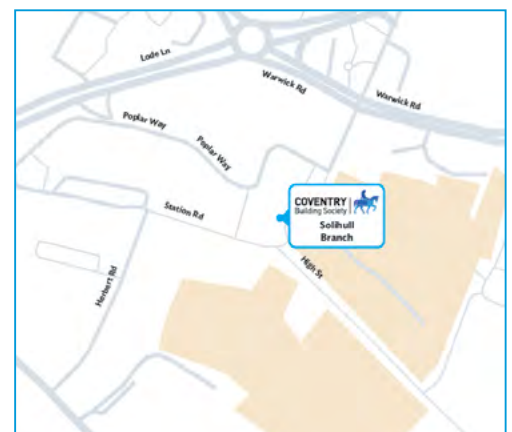 Lode Ln
Warwick Rd
Warwick Rd
Poplar Way
Poplar Way
COVENTRY
Building Society
Solihull
Branch
Station Rd
High St
Herbert Rd